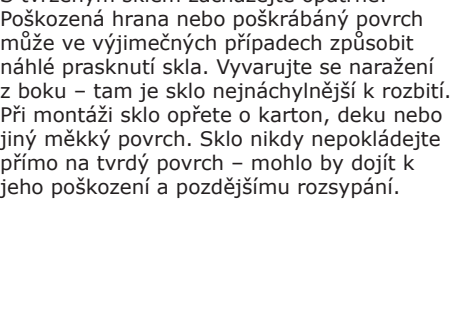 S tvrzeným sklem zacházejte opatrně.
Poškozená hrana nebo poškrábáný povrch
může ve výjimečných případech způsobit
náhlé prasknutí skla. Vyvarujte se naražení
z boku – tam je sklo nejnáchylnější k rozbití.
Při montáži sklo opřete o karton, deku nebo
jiný měkký povrch. Sklo nikdy nepokládejte
přímo na tvrdý povrch – mohlo by dojít k
jeho poškození a pozdějšímu rozsypání.